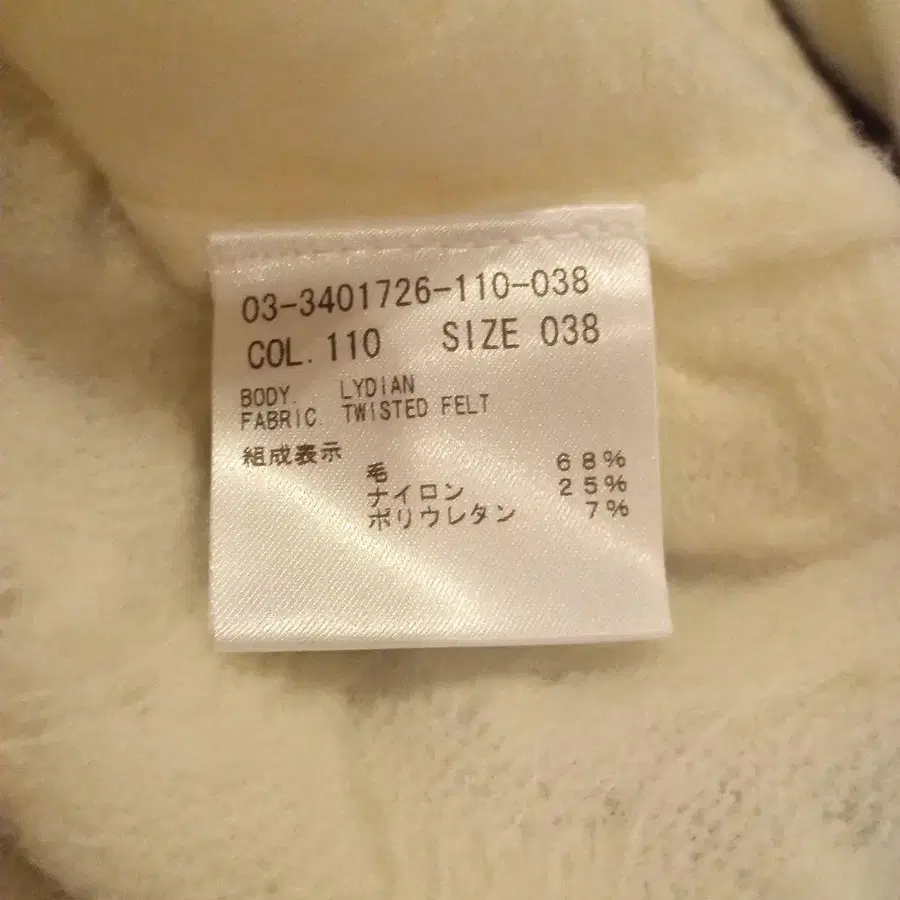 03-3401726-110-038
COL. 110 SIZE 038
BODY. LYDIAN
FABRIC. TWISTED FELT
組成表示
毛 68%
ナイロン 25%
ポリウレタン 7%